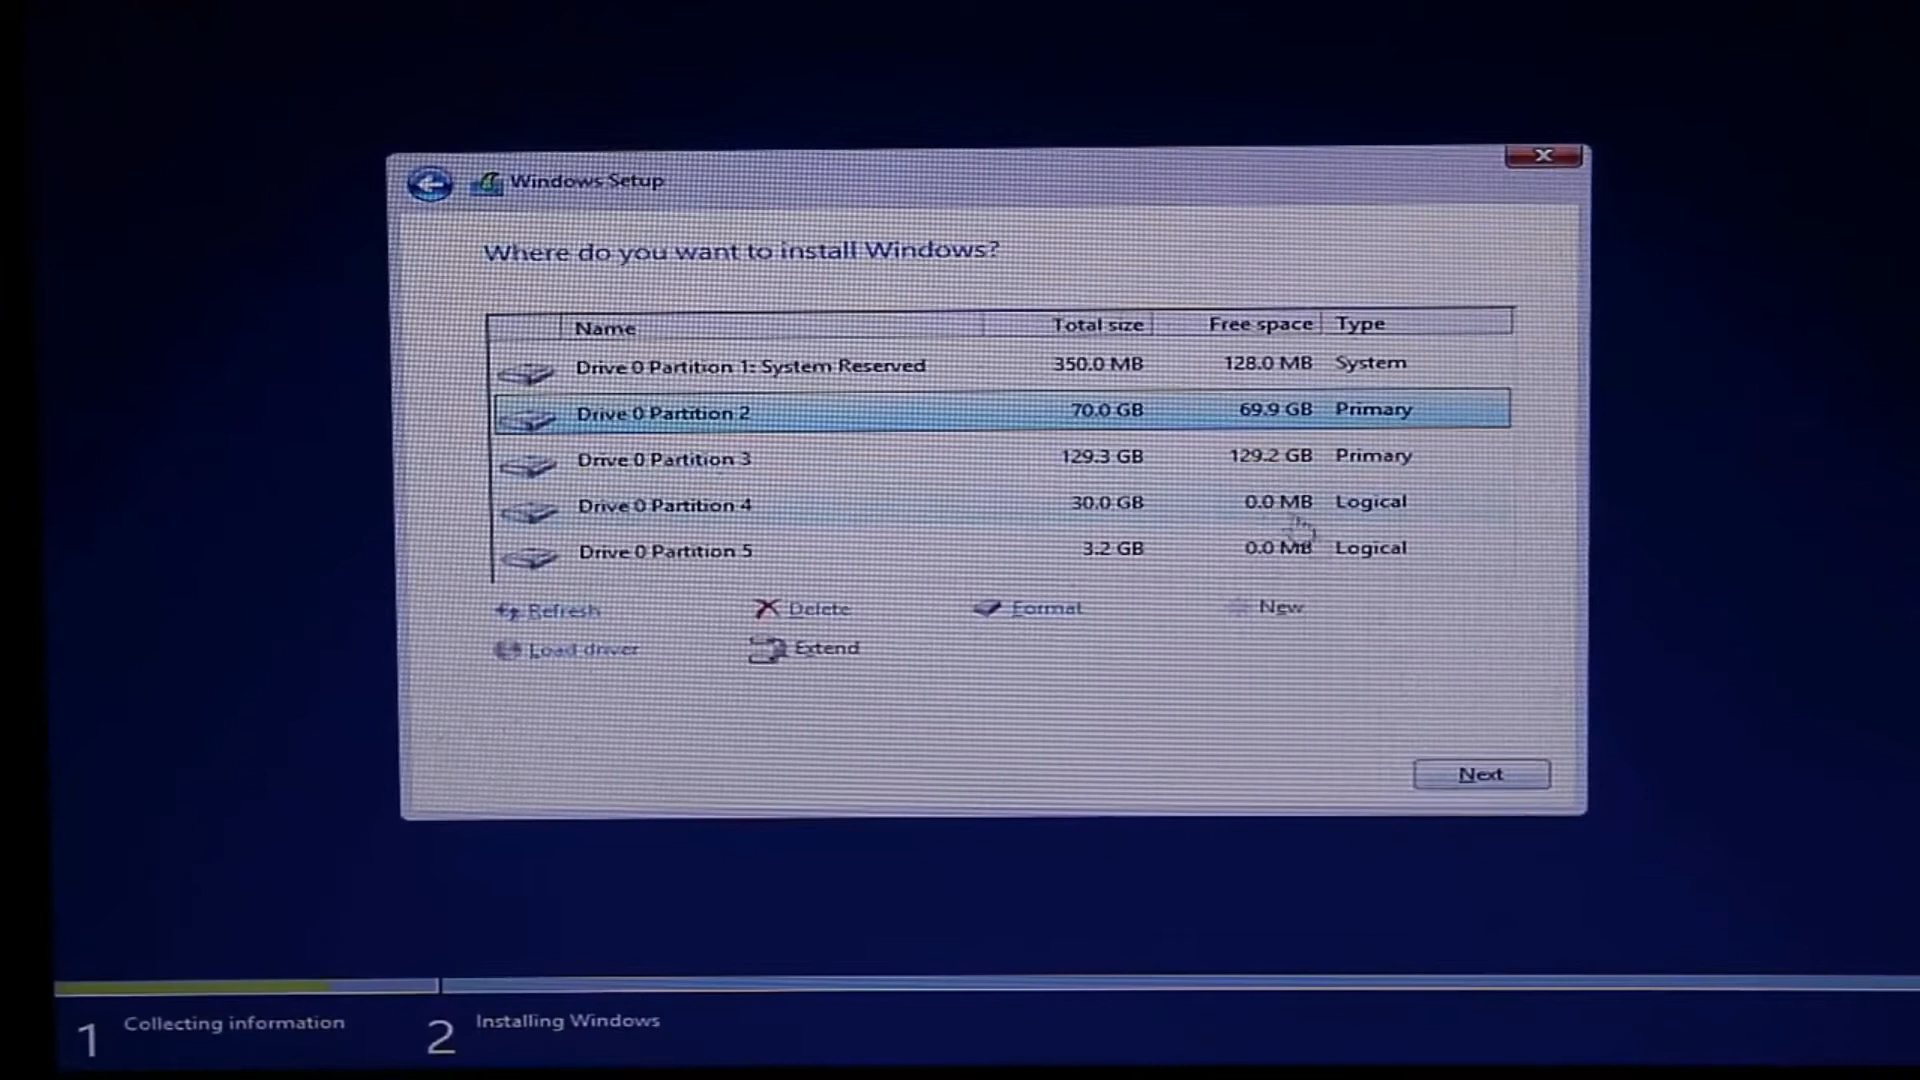 Windows Setup
Where do you want to install Windows?
Name Total size Free space Type
Drive 0 Partition 1: System Reserved 350.0 MB 128.0 MB System
Drive 0 Partition 2 70.0 GB 69.9 GB Primary
Drive 0 Partition 3 129.3 GB 129.2 GB Primary
Drive 0 Partition 4 30.0 GB 0.0 MB Logical
Drive 0 Partition 5 3.2 GB 0.0 MB Logical
Refresh Delete Format New
Load driver Extend
Next
1 Collecting information 2 Installing Windows